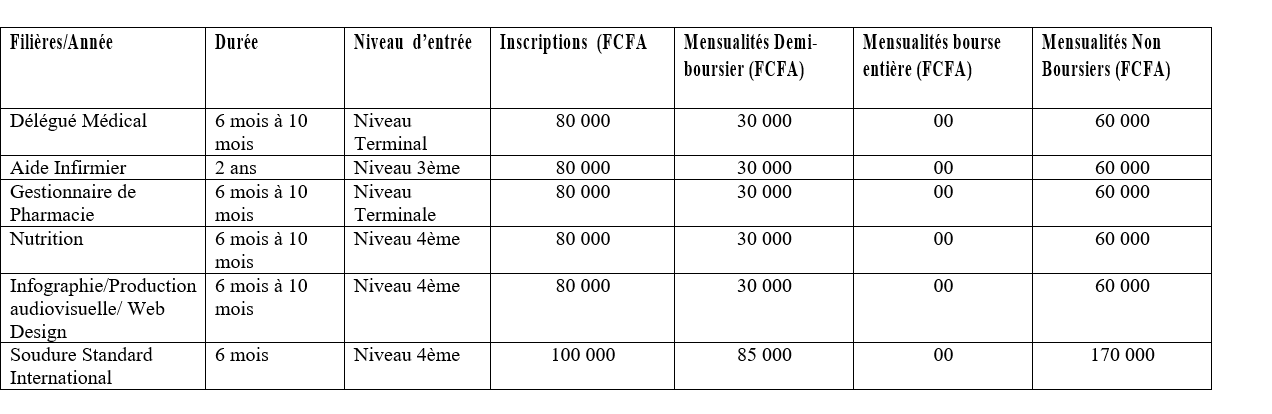 Filières/Année Durée Niveau d’entrée Inscriptions (FCFA Mensualités Demi- Mensualités bourse Mensualités Non
boursier (FCFA) entière (FCFA) Boursiers (FCFA)
Délégué Médical 6 mois à 10 Niveau 80 000 30 000 00 60 000
mois Terminal
Aide Infirmier 2 ans Niveau 3ème 80 000 30 000 00 60 000
Gestionnaire de 6 mois à 10 Niveau 80 000 30 000 00 60 000
Pharmacie mois Terminale
Nutrition 6 mois à 10 Niveau 4ème 80 000 30 000 00 60 000
mois
Infographie/Production 6 mois à 10 Niveau 4ème 80 000 30 000 00 60 000
audiovisuelle/ Web mois
Design
Soudure Standard 6 mois Niveau 4ème 100 000 85 000 00 170 000
International